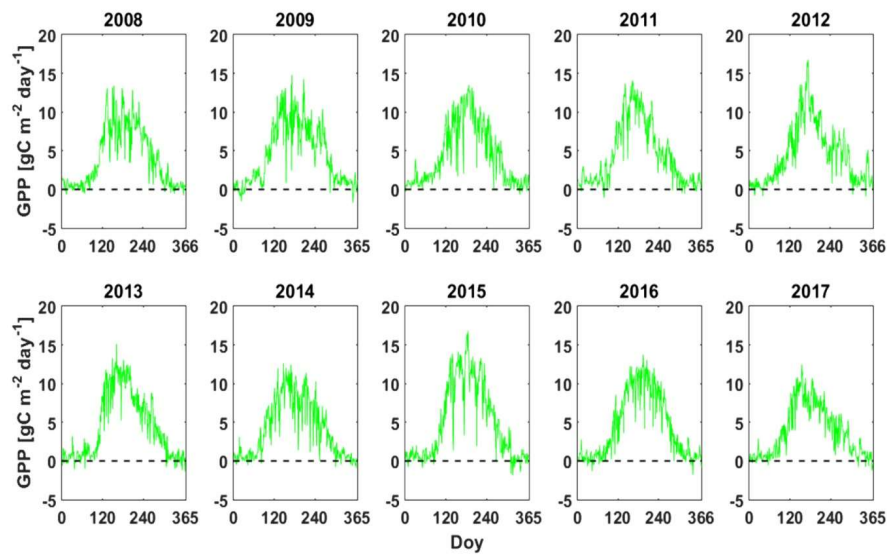 2008 2009 2010 2011 2012
20 20 20 20 20
15 15 15 15 15
10 10 10 10 10
5 5 5 5 5
0 0 0 0 0
-5 -5 -5 -5 -5
GPP [gC m-2 day-1]
0 120 240 366 0 120 240 365 0 120 240 365 0 120 240 365 0 120 240 366
2013 2014 2015 2016 2017
20 20 20 20 20
15 15 15 15 15
10 10 10 10 10
5 5 5 5 5
0 0 0 0 0
-5 -5 -5 -5 -5
GPP [gC m-2 day-1]
0 120 240 365 0 120 240 365 0 120 240 365 0 120 240 366 0 120 240 365
Doy